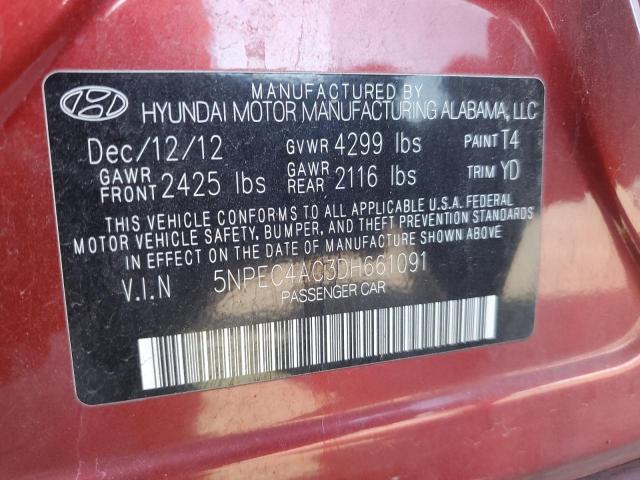 MANUFACTURED BY
HYUNDAI MOTOR MANUFACTURING ALABAMA, LLC
Dec/12/12 GVWR 4299 lbs PAINT T4
GAWR FRONT 2425 lbs GAWR REAR 2116 lbs TRIM YD
THIS VEHICLE CONFORMS TO ALL APPLICABLE U.S.A. FEDERAL
MOTOR VEHICLE SAFETY, BUMPER, AND THEFT PREVENTION STANDARDS
IN EFFECT ON THE DATE OF MANUFACTURE SHOWN ABOVE.
V.I.N 5NPEC4AC3DH661091
PASSENGER CAR